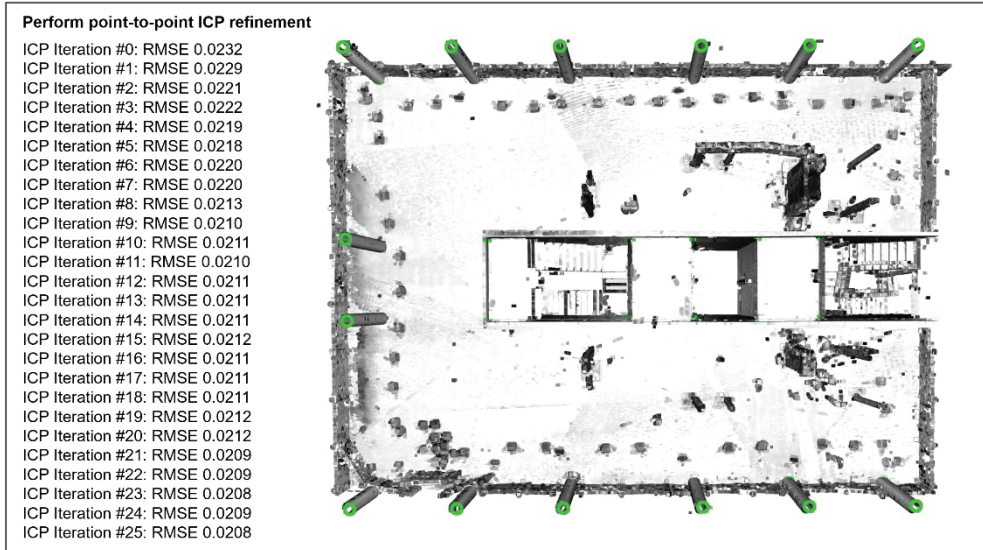 Perform point-to-point ICP refinement
ICP Iteration #0: RMSE 0.0232
ICP Iteration #1: RMSE 0.0229
ICP Iteration #2: RMSE 0.0221
ICP Iteration #3: RMSE 0.0222
ICP Iteration #4: RMSE 0.0219
ICP Iteration #5: RMSE 0.0218
ICP Iteration #6: RMSE 0.0220
ICP Iteration #7: RMSE 0.0220
ICP Iteration #8: RMSE 0.0213
ICP Iteration #9: RMSE 0.0210
ICP Iteration #10: RMSE 0.0211
ICP Iteration #11: RMSE 0.0210
ICP Iteration #12: RMSE 0.0211
ICP Iteration #13: RMSE 0.0211
ICP Iteration #14: RMSE 0.0211
ICP Iteration #15: RMSE 0.0212
ICP Iteration #16: RMSE 0.0211
ICP Iteration #17: RMSE 0.0211
ICP Iteration #18: RMSE 0.0211
ICP Iteration #19: RMSE 0.0212
ICP Iteration #20: RMSE 0.0212
ICP Iteration #21: RMSE 0.0209
ICP Iteration #22: RMSE 0.0209
ICP Iteration #23: RMSE 0.0208
ICP Iteration #24: RMSE 0.0209
ICP Iteration #25: RMSE 0.0208